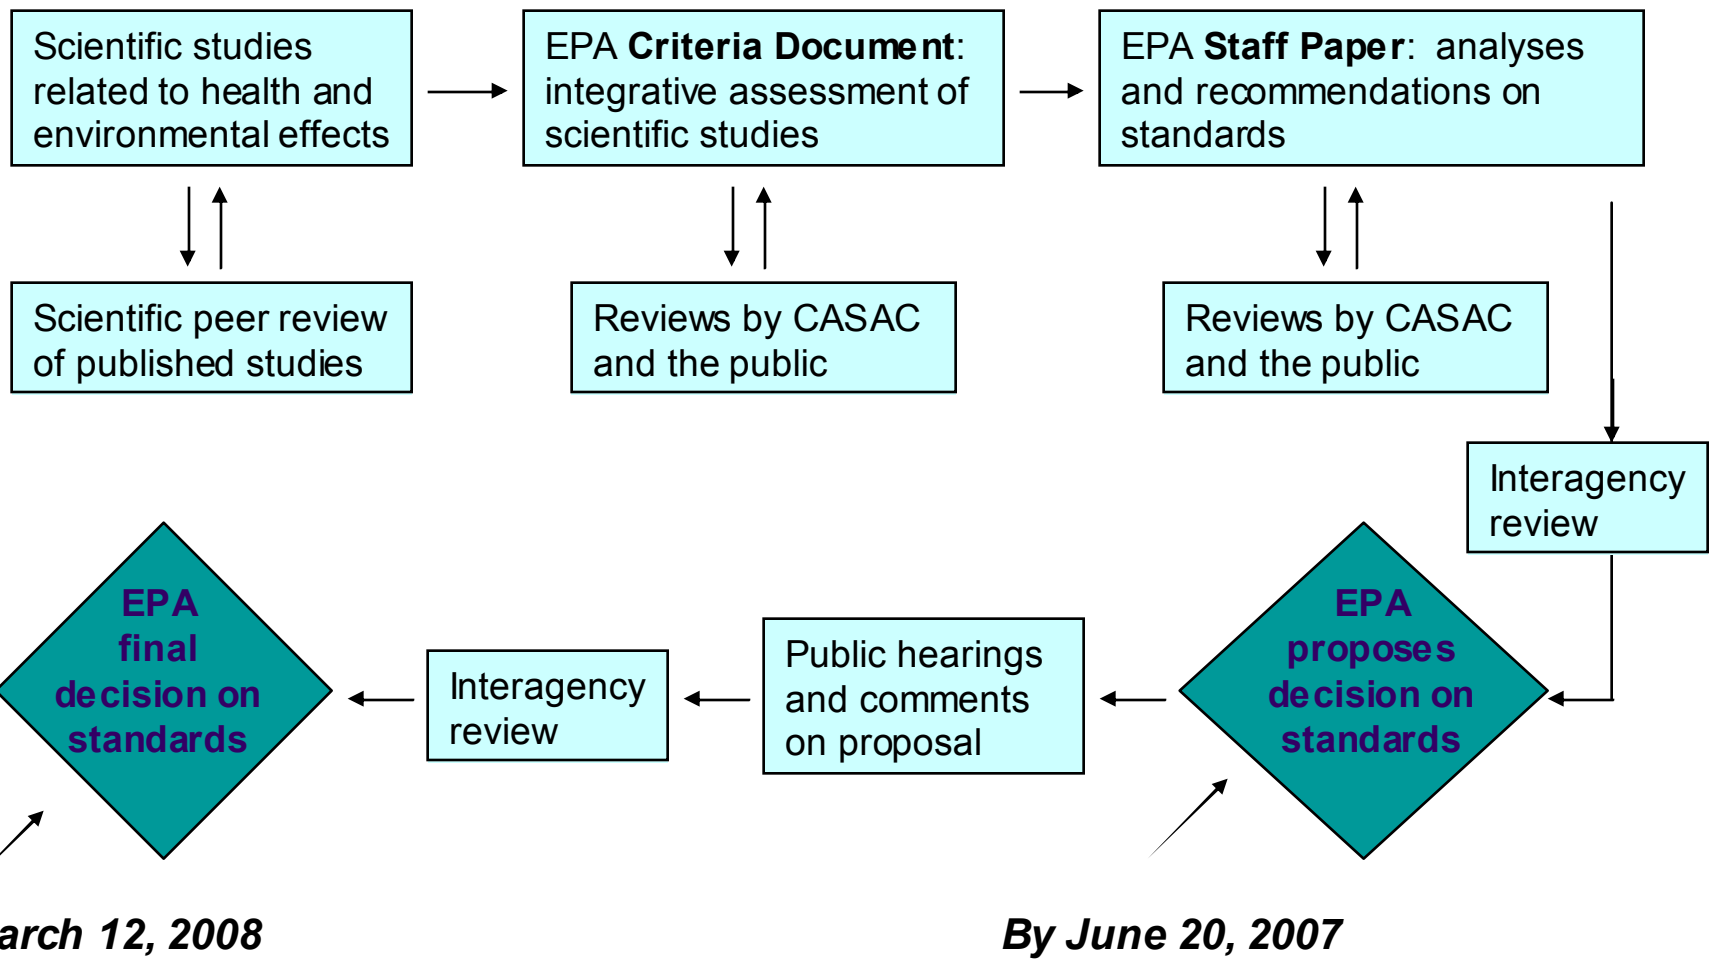 Scientific studies
related to health and
environmental effects
EPA Criteria Document:
integrative assessment of
scientific studies
EPA Staff Paper: analyses
and recommendations on
standards
Scientific peer review
of published studies
Reviews by CASAC
and the public
Reviews by CASAC
and the public
Interagency
review
EPA
final
decision on
standards
Interagency
review
Public hearings
and comments
on proposal
EPA
proposes
decision on
standards
arch 12, 2008
By June 20, 2007